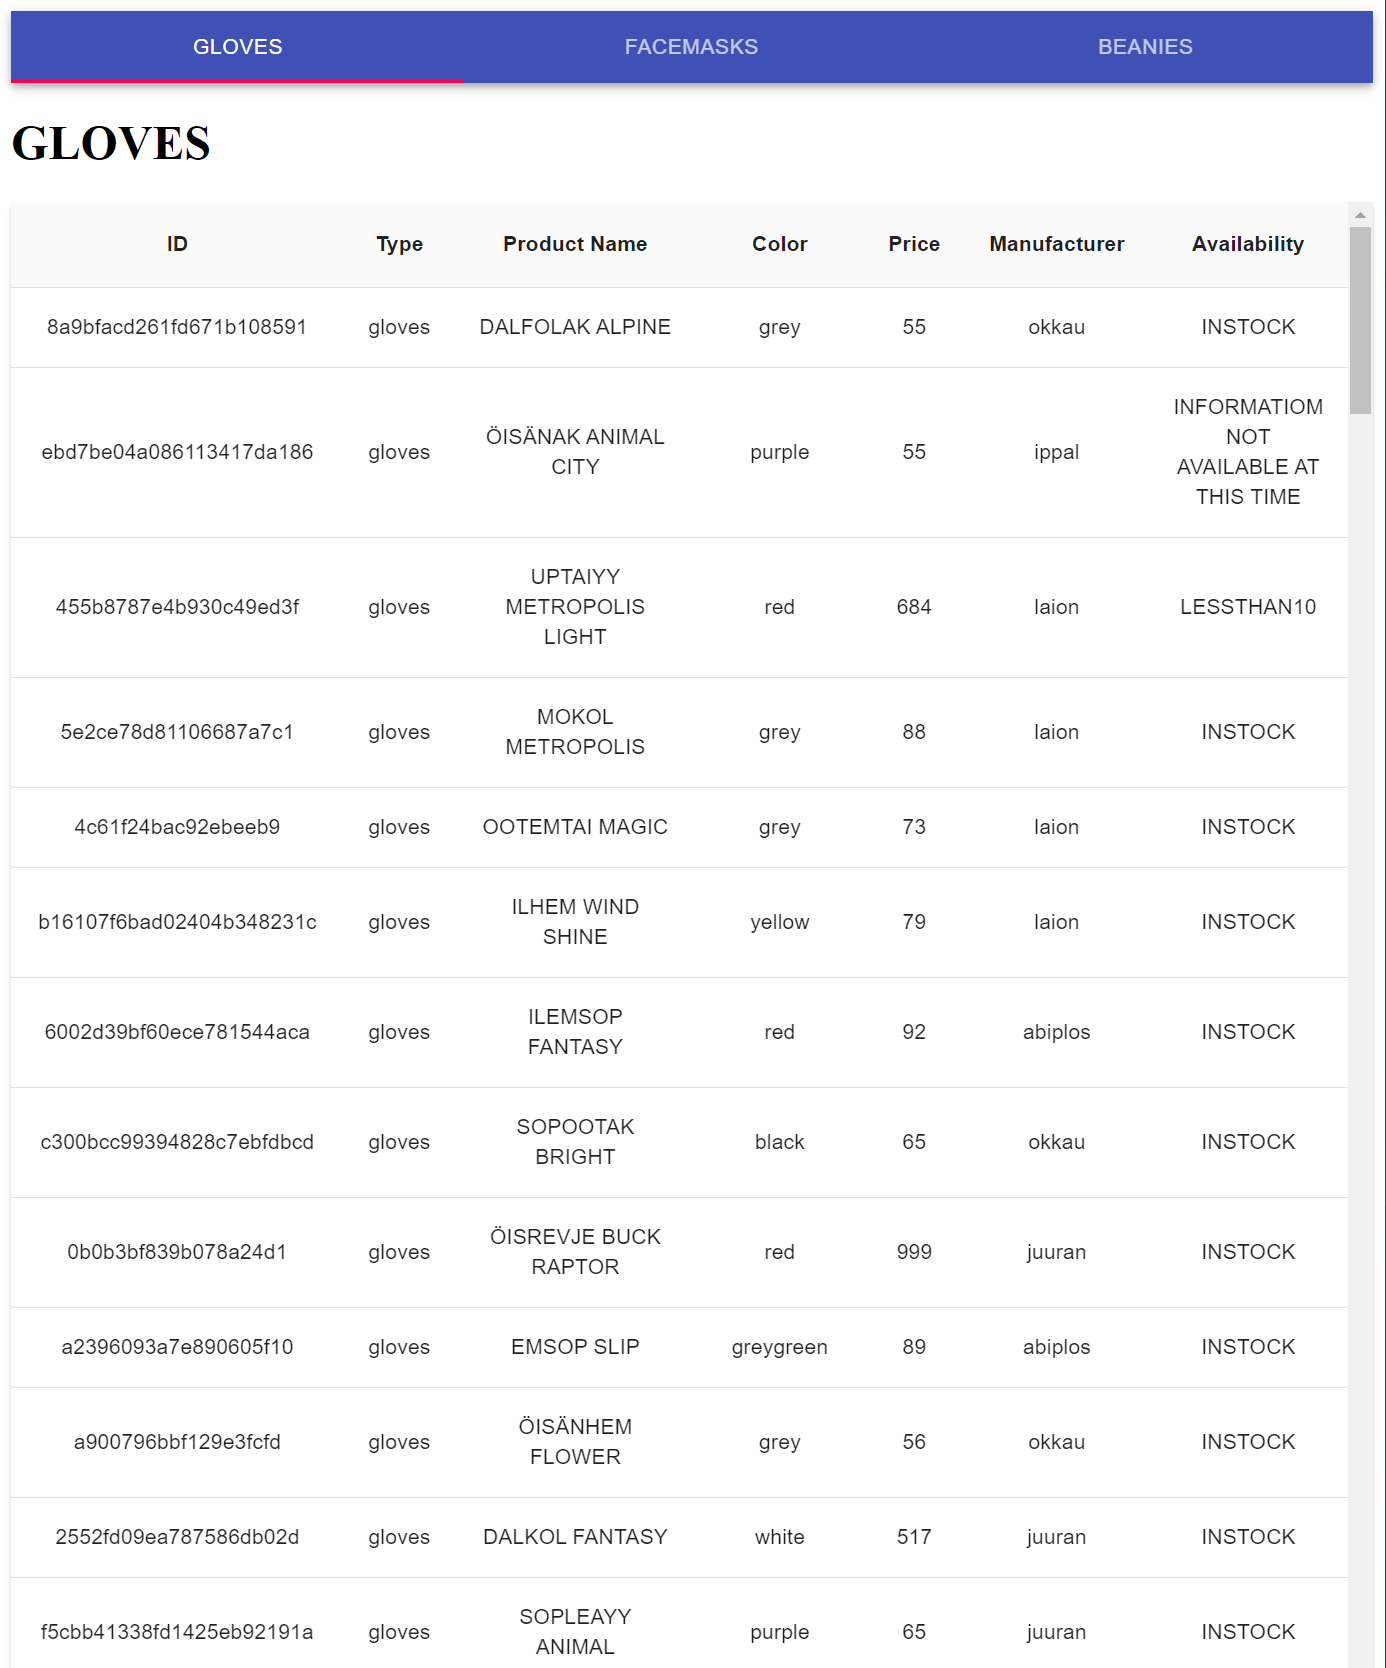 GLOVES FACEMASKS BEANIES
GLOVES
ID Type Product Name Color Price Manufacturer Availability
8a9bfacd261fd671b108591 gloves DALFOLAK ALPINE grey 55 okkau INSTOCK
ebd7be04a086113417da186 gloves ÖISÄNAK ANIMAL CITY purple 55 ippal INFORMATIOM NOT AVAILABLE AT THIS TIME
455b8787e4b930c49ed3f gloves UPTAIYY METROPOLIS LIGHT red 684 laion LESSTHAN10
5e2ce78d81106687a7c1 gloves MOKOL METROPOLIS grey 88 laion INSTOCK
4c61f24bac92ebeeb9 gloves OOTEMTAI MAGIC grey 73 laion INSTOCK
b16107f6bad02404b348231c gloves ILHEM WIND SHINE yellow 79 laion INSTOCK
6002d39bf60ece781544aca gloves ILEMSOP FANTASY red 92 abiplos INSTOCK
c300bcc99394828c7ebfdbcd gloves SOPOOTAK BRIGHT black 65 okkau INSTOCK
0b0b3bf839b078a24d1 gloves ÖISREVJE BUCK RAPTOR red 999 juuran INSTOCK
a2396093a7e890605f10 gloves EMSOP SLIP greygreen 89 abiplos INSTOCK
a900796bbf129e3fcfd gloves ÖISÄNHEM FLOWER grey 56 okkau INSTOCK
2552fd09ea787586db02d gloves DALKOL FANTASY white 517 juuran INSTOCK
f5cbb41338fd1425eb92191a gloves SOPLEAYY ANIMAL purple 65 juuran INSTOCK